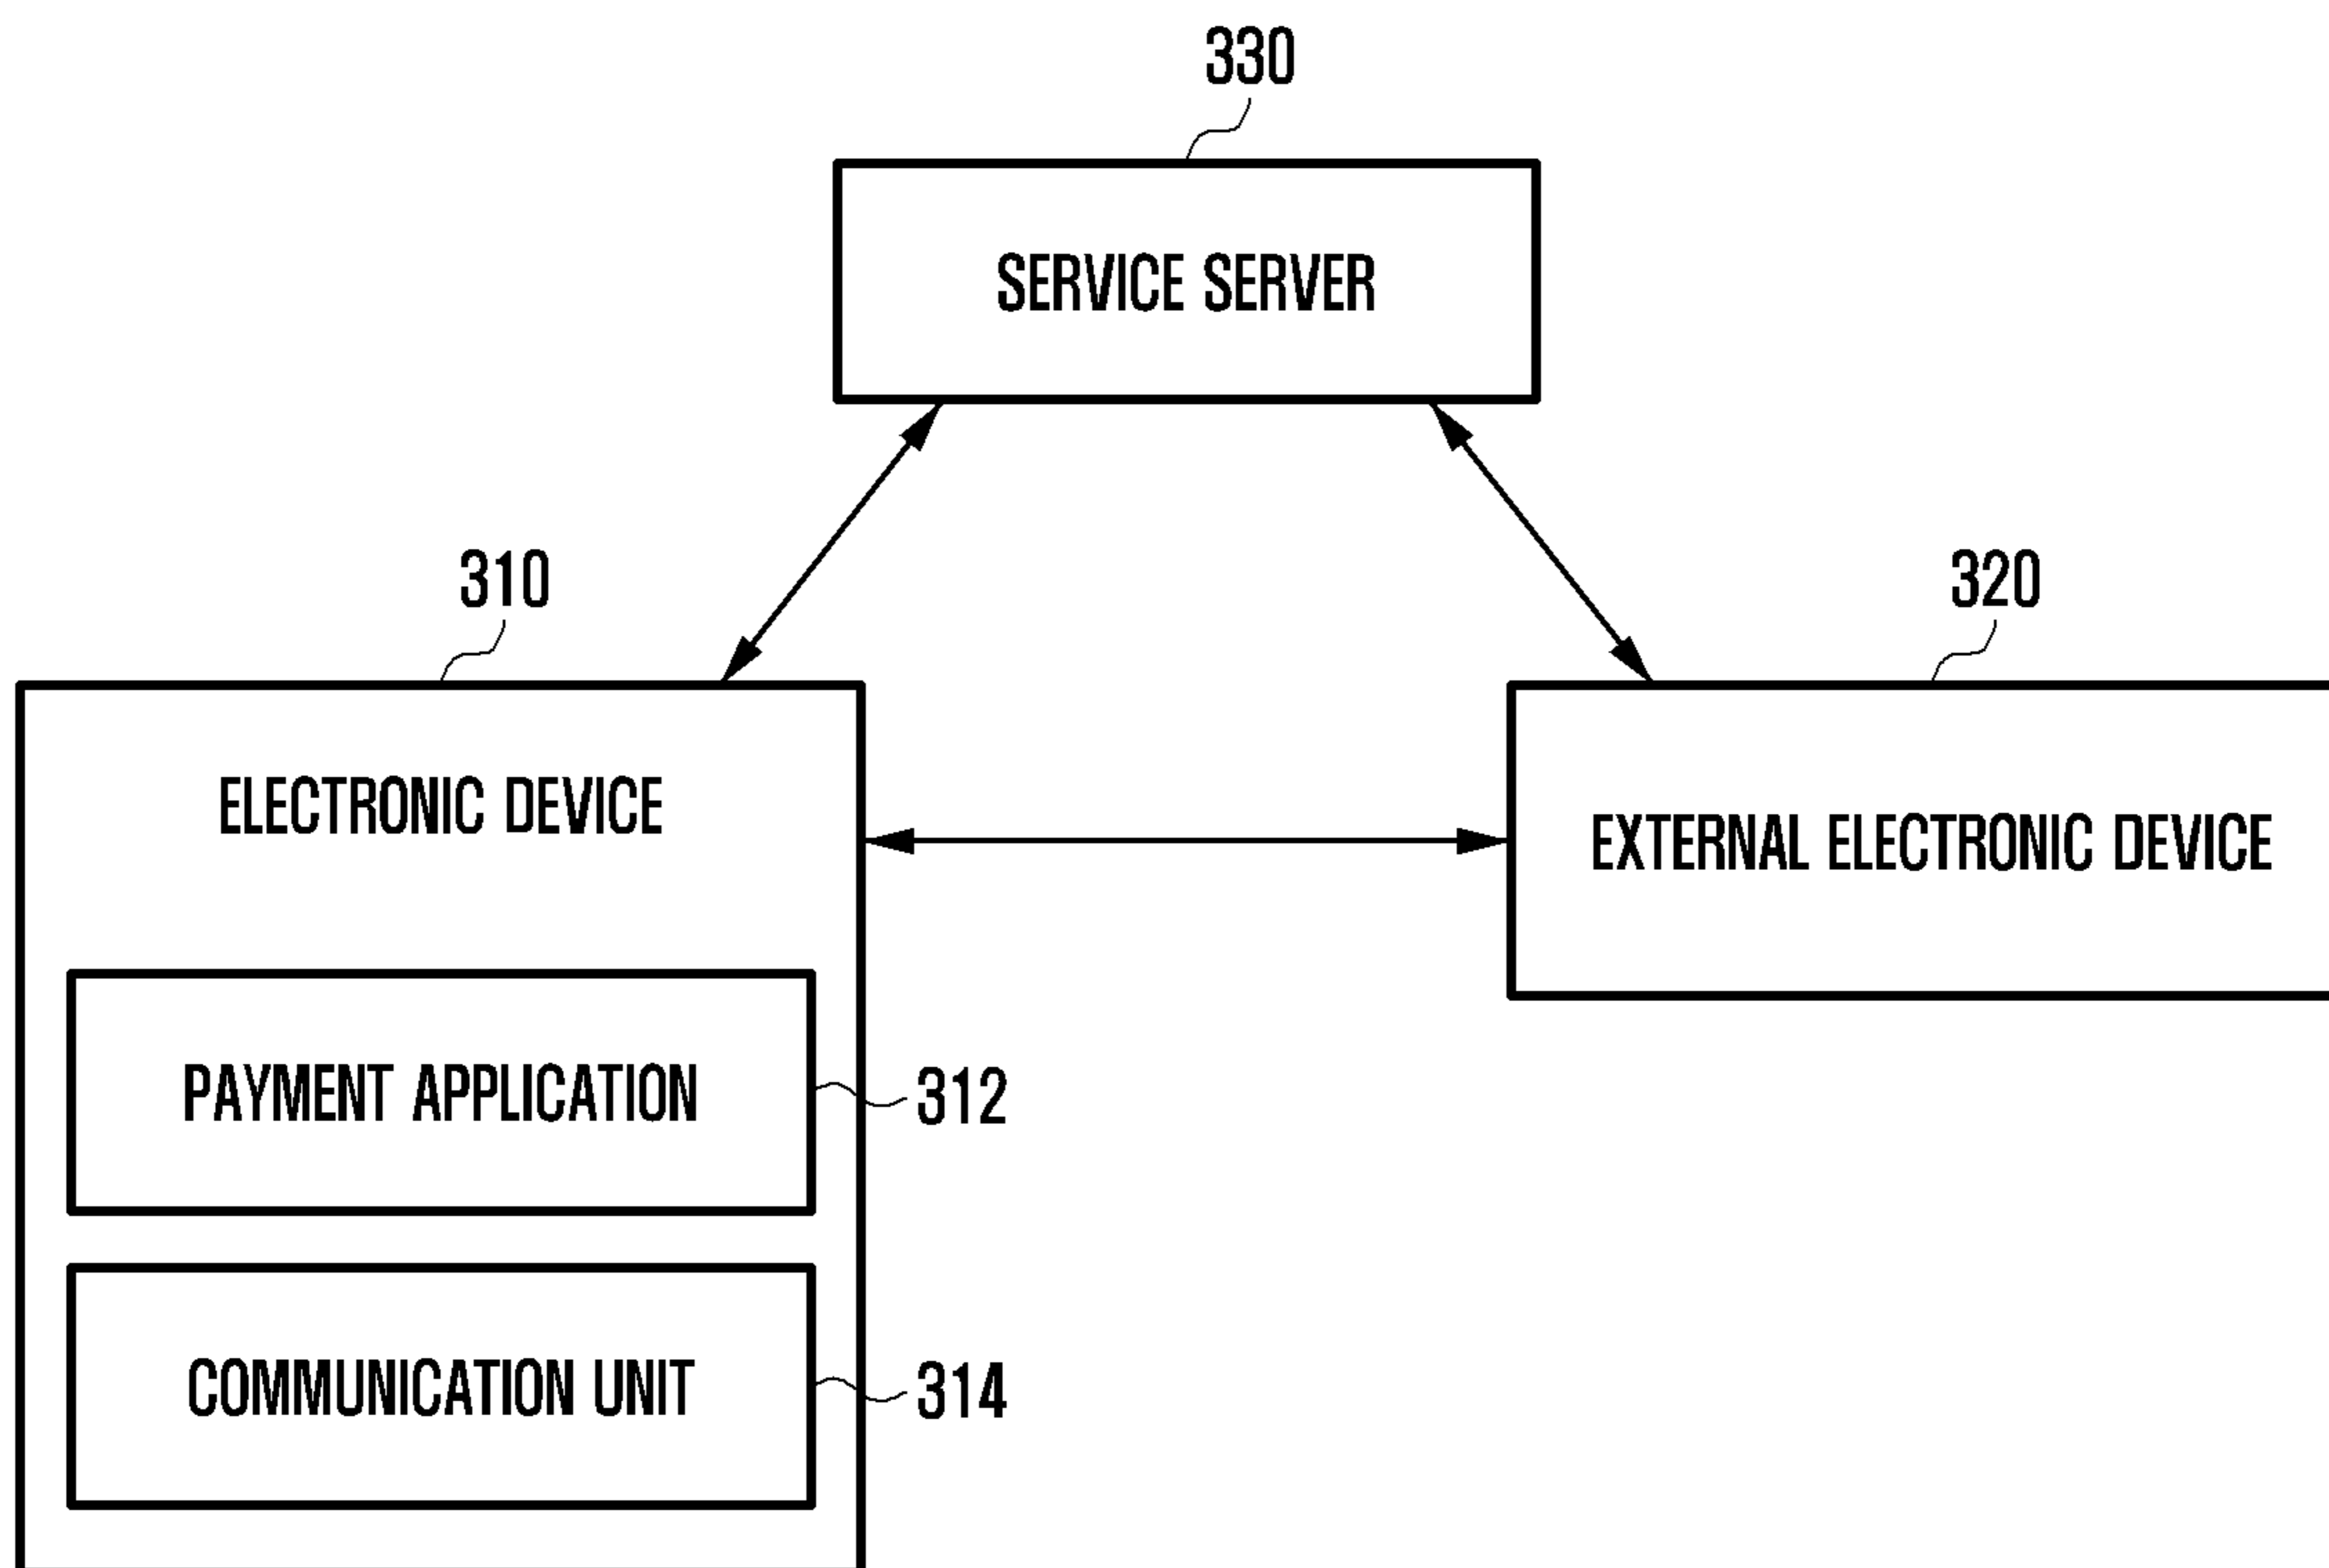 330
SERVICE SERVER
310
320
ELECTRONIC DEVICE
EXTERNAL ELECTRONIC DEVICE
PAYMENT APPLICATION
312
COMMUNICATION UNIT
314